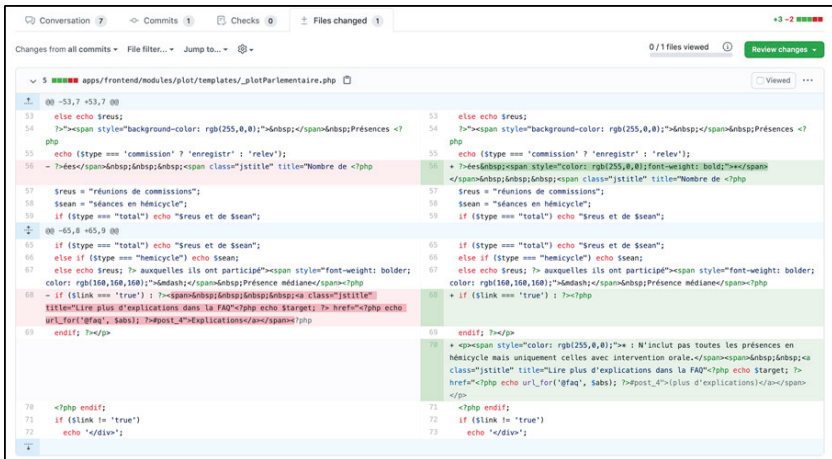 Conversation 7 Commits 1 Checks 0 Files changed 1 +3 −2
Changes from all commits File filter... Jump to... 0 / 1 files viewed Review changes
5 apps/frontend/modules/plot/templates/_plotParlementaire.php Viewed ...
@@ -53,7 +53,7 @@
53 else echo $reus;
54 ?>"><span style="background-color: rgb(255,0,0);">&nbsp;</span>&nbsp;Présences <?
php
55 echo ($type === 'commission' ? 'enregistr' : 'relev');
56 - ?>ées</span>&nbsp;&nbsp;&nbsp;<span class="jstitle" title="Nombre de <?php
57 $reus = "réunions de commissions";
58 $sean = "séances en hémicycle";
59 if ($type === "total") echo "$reus et de $sean";
53 else echo $reus;
54 ?>"><span style="background-color: rgb(255,0,0);">&nbsp;</span>&nbsp;Présences <?
php
55 echo ($type === 'commission' ? 'enregistr' : 'relev');
56 + ?>ées&nbsp;<span style="color: rgb(255,0,0);font-weight: bold;">*</span>
</span>&nbsp;&nbsp;&nbsp;<span class="jstitle" title="Nombre de <?php
57 $reus = "réunions de commissions";
58 $sean = "séances en hémicycle";
59 if ($type === "total") echo "$reus et de $sean";
@@ -65,8 +65,9 @@
65 if ($type === "total") echo "$reus et de $sean";
66 else if ($type == "hemicycle") echo $sean;
67 else echo $reus; ?> auxquelles ils ont participé"><span style="font-weight: bolder;
color: rgb(160,160,160);">&mdash;</span>&nbsp;Présence médiane</span><?php
68 - if ($link === 'true') : ?><span>&nbsp;&nbsp;&nbsp;&nbsp;<a class="jstitle"
title="Lire plus d'explications dans la FAQ"<?php echo $target; ?> href="<?php echo
url_for('@faq', $abs); ?>#post_4">Explications</a></span><?php
69 endif; ?></p>
70 <?php endif;
71 if ($link != 'true')
72 echo '</div>';
65 if ($type === "total") echo "$reus et de $sean";
66 else if ($type == "hemicycle") echo $sean;
67 else echo $reus; ?> auxquelles ils ont participé"><span style="font-weight: bolder;
color: rgb(160,160,160);">&mdash;</span>&nbsp;Présence médiane</span><?php
68 + if ($link === 'true') : ?><?php
69 endif; ?></p>
70 + <p><span style="color: rgb(255,0,0);">* : N'inclut pas toutes les présences en
hémicycle mais uniquement celles avec intervention orale.</span><span>&nbsp;&nbsp;<a
class="jstitle" title="Lire plus d'explications dans la FAQ"<?php echo $target; ?>
href="<?php echo url_for('@faq', $abs); ?>#post_4">(plus d'explications)</a></span>
</p>
71 <?php endif;
72 if ($link != 'true')
73 echo '</div>';